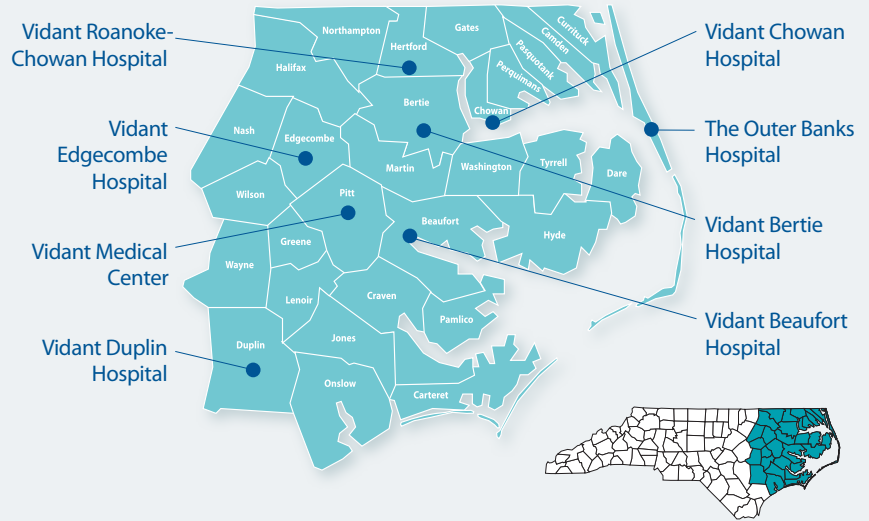 Vidant Roanoke-
Chowan Hospital
Vidant
Edgecombe
Hospital
Vidant Medical
Center
Vidant Duplin
Hospital
Northampton
Hertford
Gates
Currituck
Camden
Pasquotank
Perquimans
Halifax
Bertie
Chowan
Nash
Edgecombe
Martin
Washington
Tyrrell
Dare
Wilson
Pitt
Beaufort
Hyde
Greene
Wayne
Lenoir
Craven
Pamlico
Duplin
Jones
Onslow
Carteret
Vidant Chowan
Hospital
The Outer Banks
Hospital
Vidant Bertie
Hospital
Vidant Beaufort
Hospital